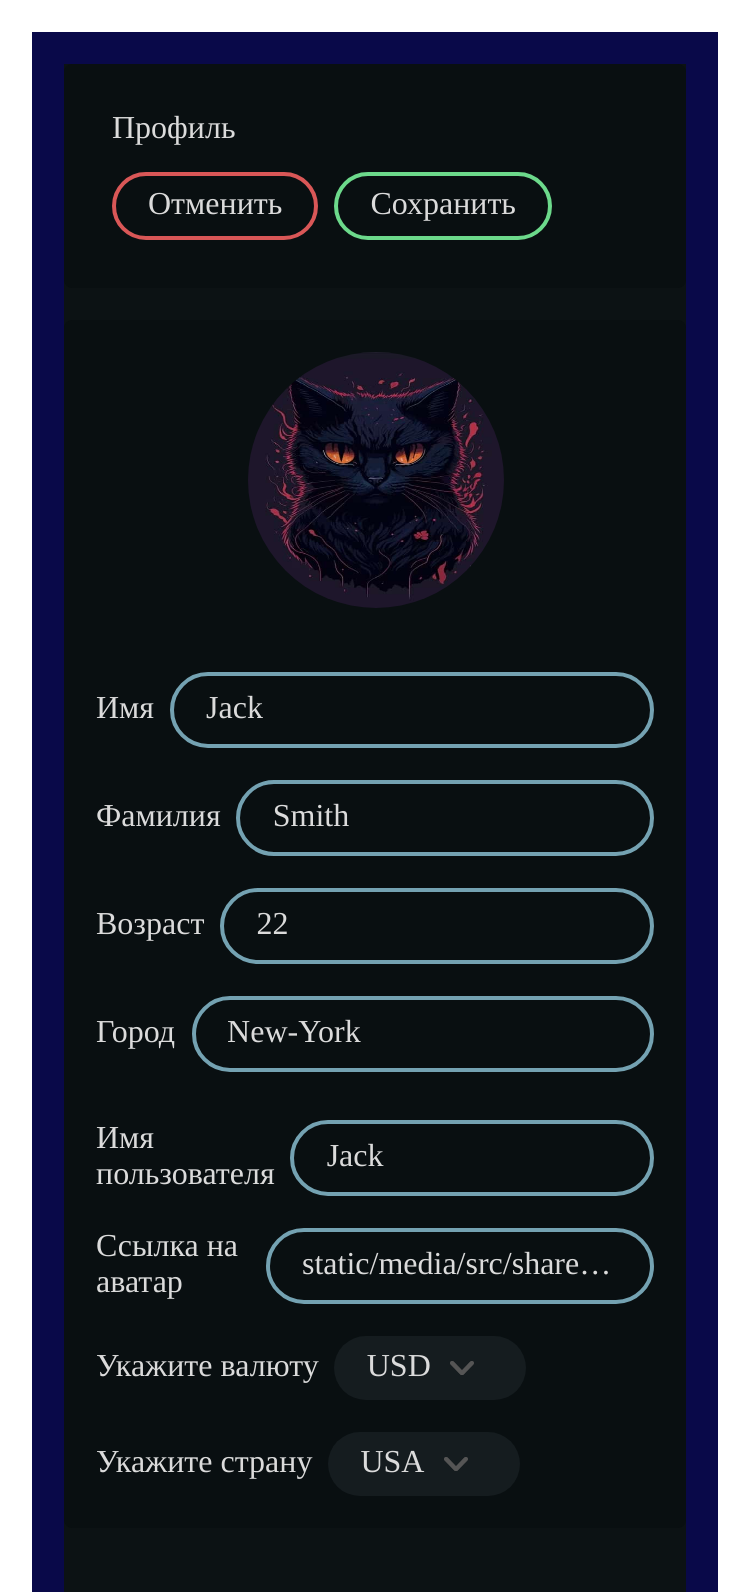 Профиль
Отменить Сохранить
Имя Jack
Фамилия Smith
Возраст 22
Город New-York
Имя
пользователя Jack
Ссылка на
аватар static/media/src/share…
Укажите валюту USD
Укажите страну USA